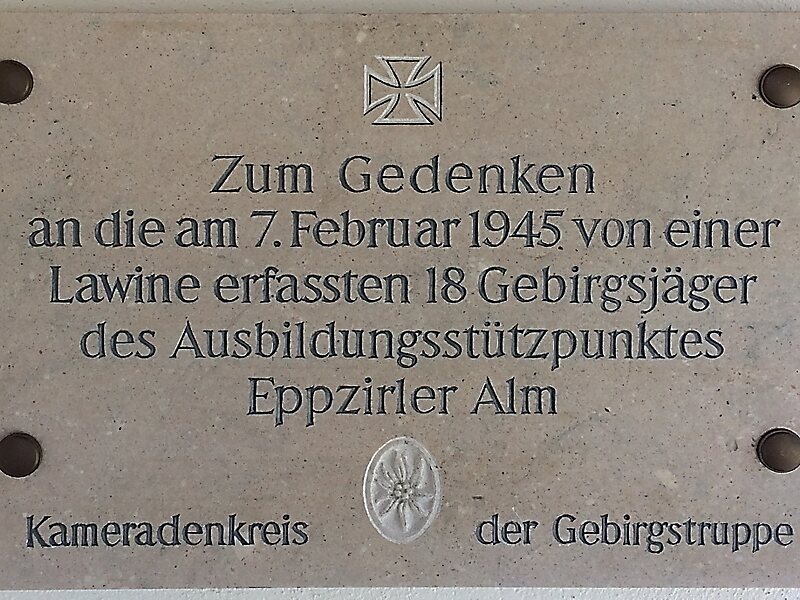 Zum Gedenken
an die am 7. Februar 1945 von einer
Lawine erfassten 18 Gebirgsjäger
des Ausbildungsstützpunktes
Eppzirler Alm
Kameradenkreis der Gebirgstruppe